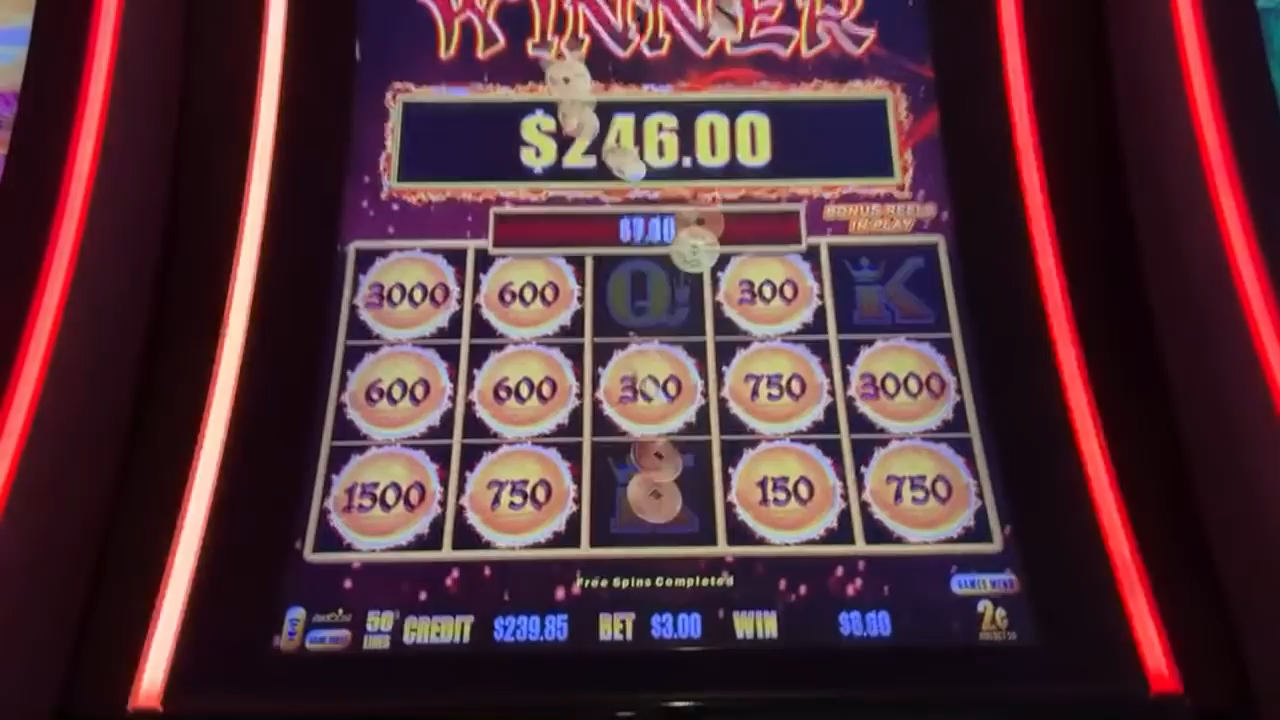 WINNER
$246.00
BONUS REELS
IN PLAY
3000 600 Q 300 K
600 600 300 750 3000
1500 750 150 750
Free Spins Completed
GAMES MENU
50 LINES CREDIT $239.85 BET $3.00 WIN
2¢